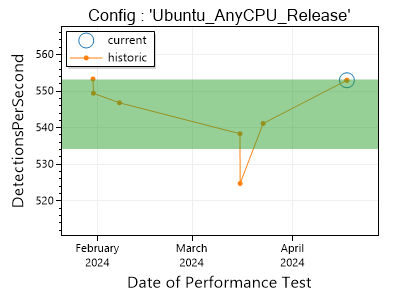 Config : 'Ubuntu_AnyCPU_Release'
current
historic
DetectionsPerSecond
560
550
540
530
520
February
2024
March
2024
April
2024
Date of Performance Test